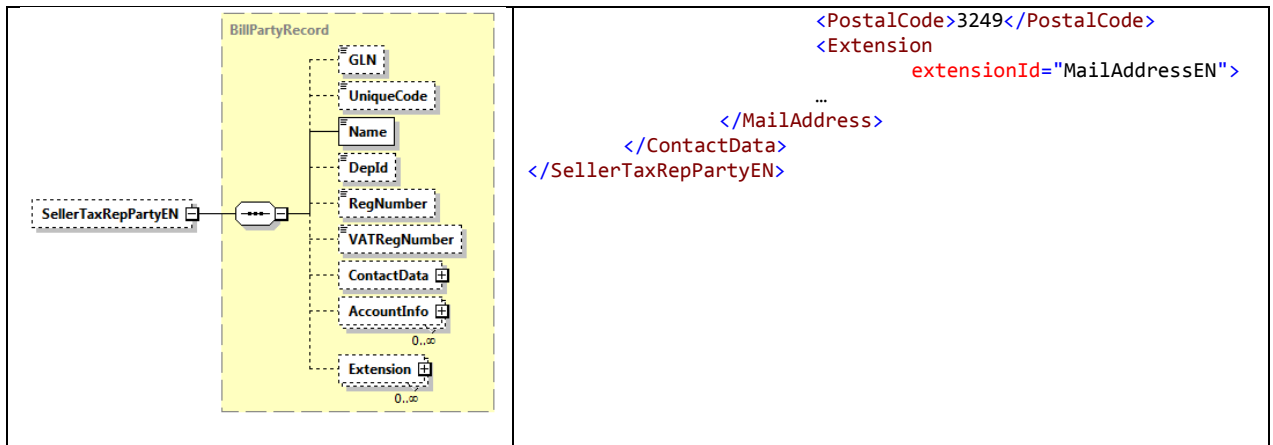 BillPartyRecord
GLN
UniqueCode
Name
DepId
RegNumber
SellerTaxRepPartyEN
VATRegNumber
ContactData
AccountInfo
0..∞
Extension
0..∞
<PostalCode>3249</PostalCode>
<Extension
extensionId="MailAddressEN">
…
</MailAddress>
</ContactData>
</SellerTaxRepPartyEN>